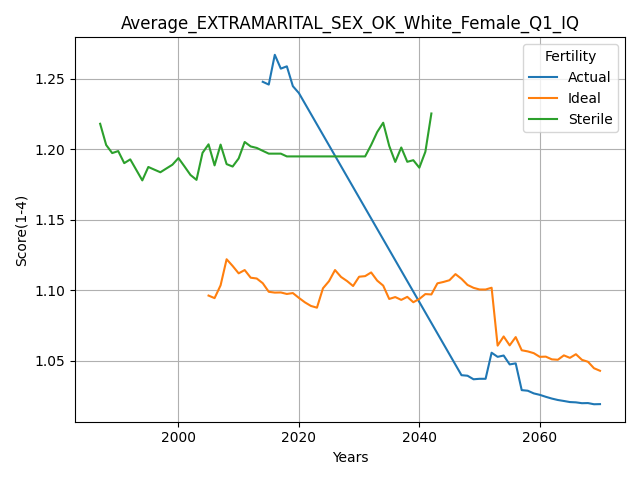 Average_EXTRAMARITAL_SEX_OK_White_Female_Q1_IQ
Fertility
Actual
Ideal
Sterile
Score(1-4)
1.25
1.20
1.15
1.10
1.05
2000
2020
2040
2060
Years